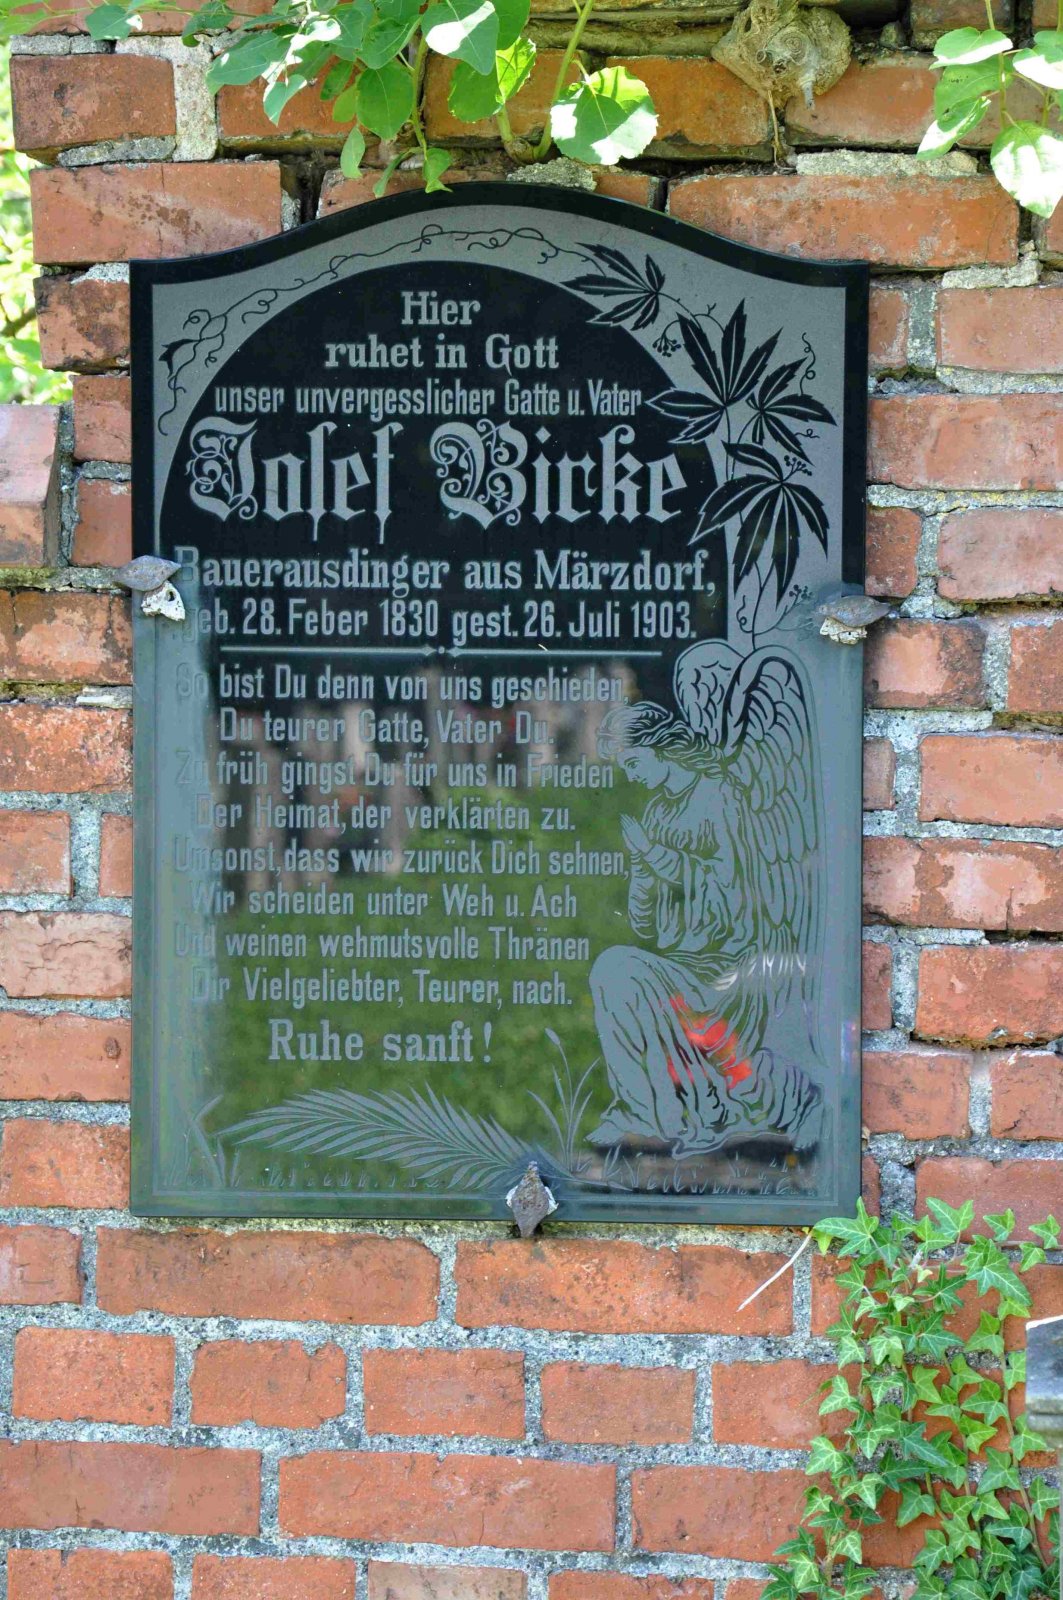 Hier
ruhet in Gott
unser unvergesslicher Gatte u. Vater
Josef Birke
Bauerausdinger aus Märzdorf,
geb. 28. Feber 1830 gest. 26. Juli 1903.
So bist Du denn von uns geschieden,
Du teurer Gatte, Vater Du.
Zu früh gingst Du für uns in Frieden
Der Heimat, der verklärten zu.
Umsonst, dass wir zurück Dich sehnen,
Wir scheiden unter Weh u. Ach
Und weinen wehmutsvolle Thränen
Dir Vielgeliebter, Teurer, nach.
Ruhe sanft!